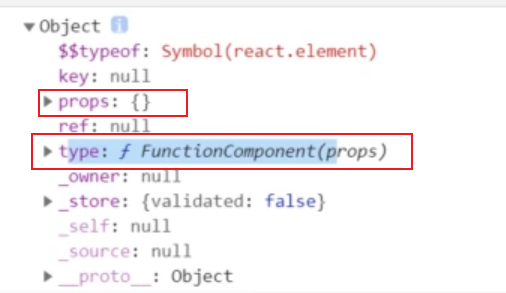 ▼Object i
$$typeof: Symbol(react.element)
key: null
▶props: {}
ref: null
▶type: ƒ FunctionComponent(props)
_owner: null
▶_store: {validated: false}
_self: null
_source: null
▶__proto__: Object